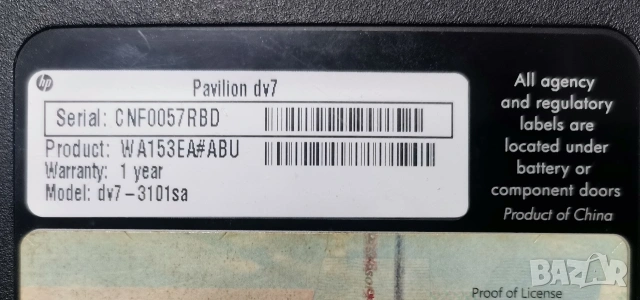 hp
Pavilion dv7
Serial: CNF0057RBD
Product: WA153EA#ABU
Warranty: 1 year
Model: dv7-3101sa
All agency
and regulatory
labels are
located under
battery or
component doors
Product of China
Proof of License
BAZAR